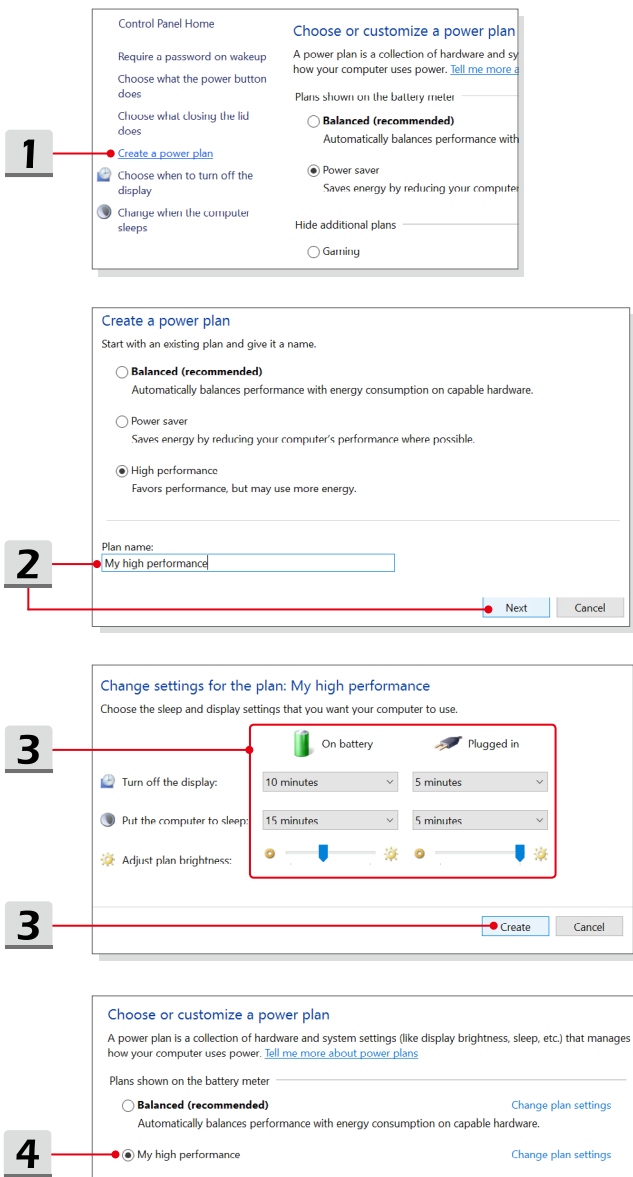 Control Panel Home
Require a password on wakeup
Choose what the power button
does
Choose what closing the lid
does
1
Create a power plan
Choose when to turn off the
display
Change when the computer
sleeps
Choose or customize a power plan
A power plan is a collection of hardware and sy
how your computer uses power. Tell me more a
Plans shown on the battery meter
Balanced (recommended)
Automatically balances performance with
Power saver
Saves energy by reducing your computer
Hide additional plans
Gaming
Create a power plan
Start with an existing plan and give it a name.
Balanced (recommended)
Automatically balances performance with energy consumption on capable hardware.
Power saver
Saves energy by reducing your computer's performance where possible.
High performance
Favors performance, but may use more energy.
Plan name:
2
My high performance
Next Cancel
Change settings for the plan: My high performance
Choose the sleep and display settings that you want your computer to use.
3
On battery Plugged in
Turn off the display: 10 minutes 5 minutes
Put the computer to sleep: 15 minutes 5 minutes
Adjust plan brightness:
3
Create Cancel
Choose or customize a power plan
A power plan is a collection of hardware and system settings (like display brightness, sleep, etc.) that manages
how your computer uses power. Tell me more about power plans
Plans shown on the battery meter
Balanced (recommended) Change plan settings
Automatically balances performance with energy consumption on capable hardware.
4
My high performance Change plan settings